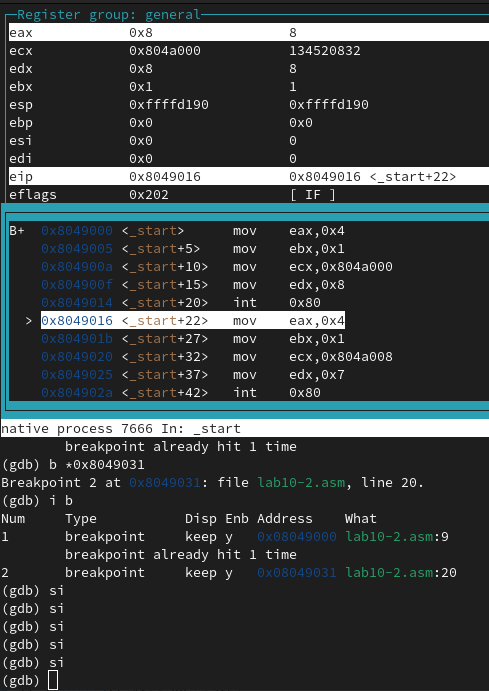 Register group: general
eax 0x8 8
ecx 0x804a000 134520832
edx 0x8 8
ebx 0x1 1
esp 0xffffd190 0xffffd190
ebp 0x0 0x0
esi 0x0 0
edi 0x0 0
eip 0x8049016 0x8049016 <_start+22>
eflags 0x202 [ IF ]
B+ 0x8049000 <_start> mov eax,0x4
0x8049005 <_start+5> mov ebx,0x1
0x804900a <_start+10> mov ecx,0x804a000
0x804900f <_start+15> mov edx,0x8
0x8049014 <_start+20> int 0x80
> 0x8049016 <_start+22> mov eax,0x4
0x804901b <_start+27> mov ebx,0x1
0x8049020 <_start+32> mov ecx,0x804a008
0x8049025 <_start+37> mov edx,0x7
0x804902a <_start+42> int 0x80
native process 7666 In: _start
breakpoint already hit 1 time
(gdb) b *0x8049031
Breakpoint 2 at 0x8049031: file lab10-2.asm, line 20.
(gdb) i b
Num Type Disp Enb Address What
1 breakpoint keep y 0x08049000 lab10-2.asm:9
breakpoint already hit 1 time
2 breakpoint keep y 0x08049031 lab10-2.asm:20
(gdb) si
(gdb) si
(gdb) si
(gdb) si
(gdb) si
(gdb)